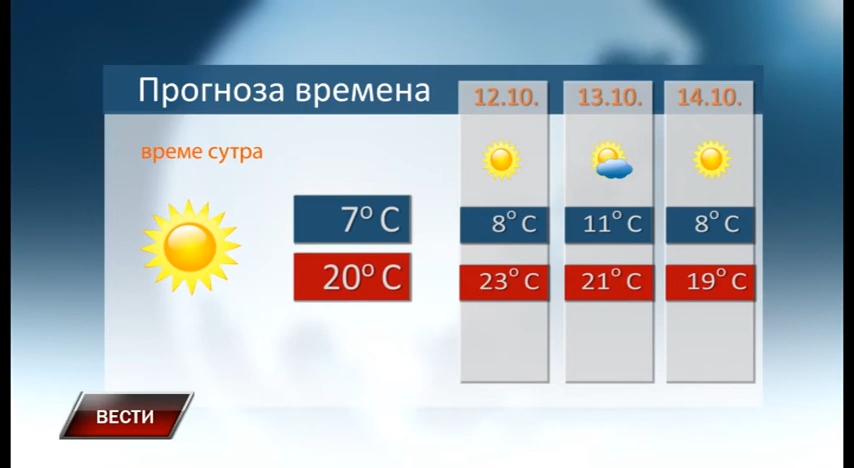 Прогноза времена
време сутра
7° C
20° C
12.10.
8° C
23° C
13.10.
11° C
21° C
14.10.
8° C
19° C
ВЕСТИ